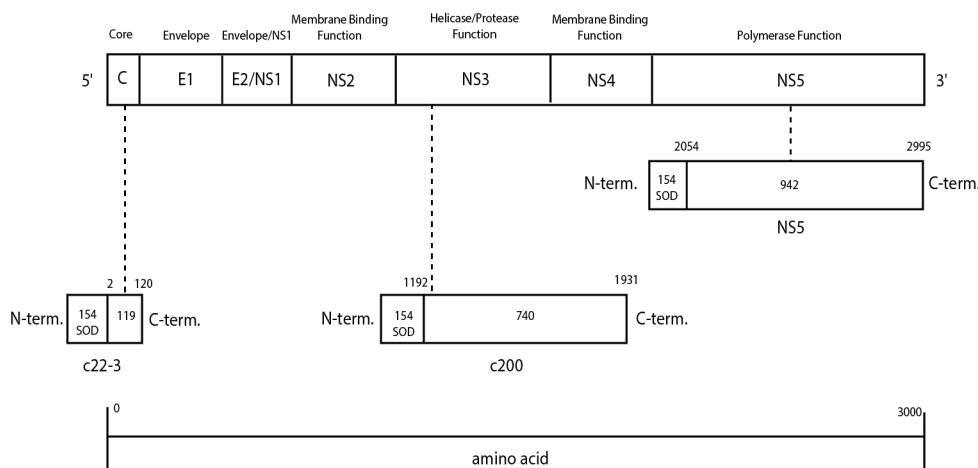 Core Envelope Envelope/NS1 Membrane Binding Function Helicase/Protease Function Membrane Binding Function Polymerase Function
5' C E1 E2/NS1 NS2 NS3 NS4 NS5 3'
2054 2995
N-term. 154 SOD 942 C-term.
NS5
2 120 1192 1931
N-term. 154 SOD 119 C-term. N-term. 154 SOD 740 C-term.
c22-3 c200
0 3000
amino acid